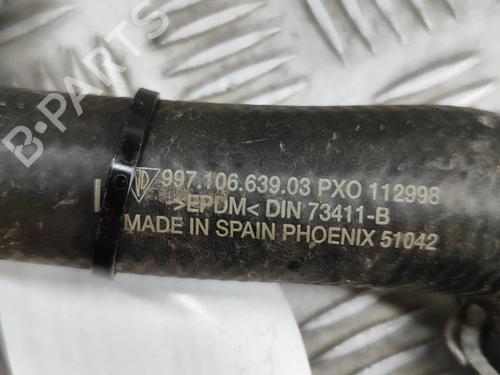 B-PARTS
997.106.639.03 PXO 112998
>EPDM< DIN 73411-B
MADE IN SPAIN PHOENIX 51042